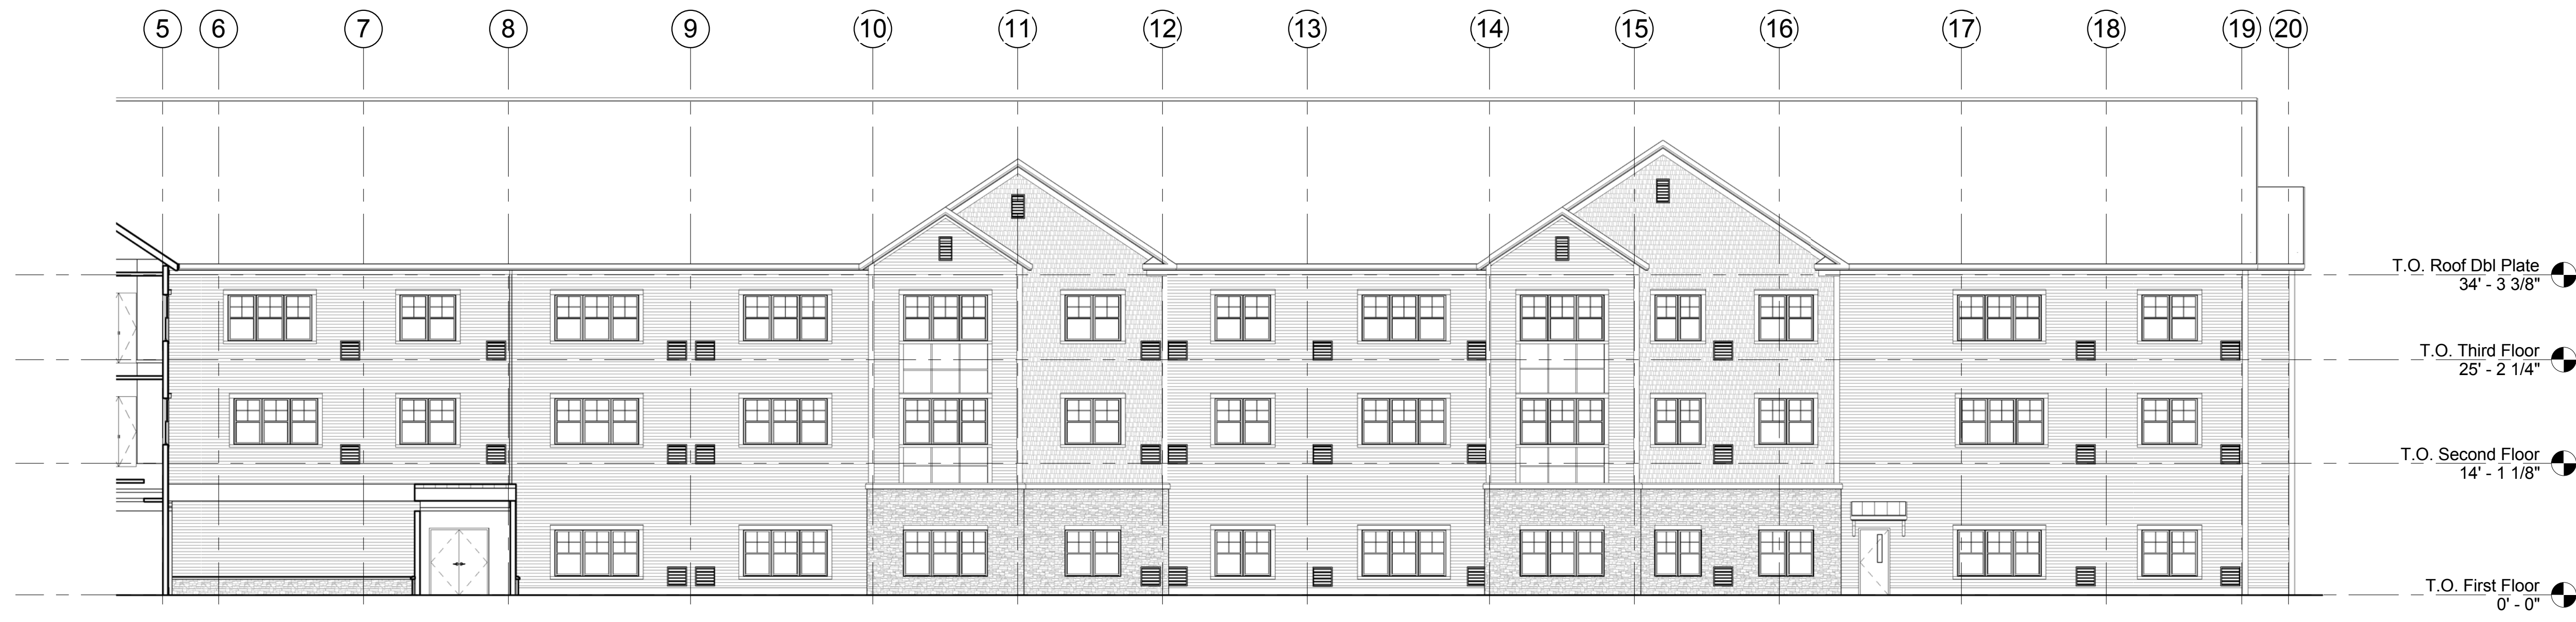 5 6 7 8 9 10 11 12 13 14 15 16 17 18 19 20
T.O. Roof Dbl Plate
34' - 3 3/8"
T.O. Third Floor
25' - 2 1/4"
T.O. Second Floor
14' - 1 1/8"
T.O. First Floor
0' - 0"